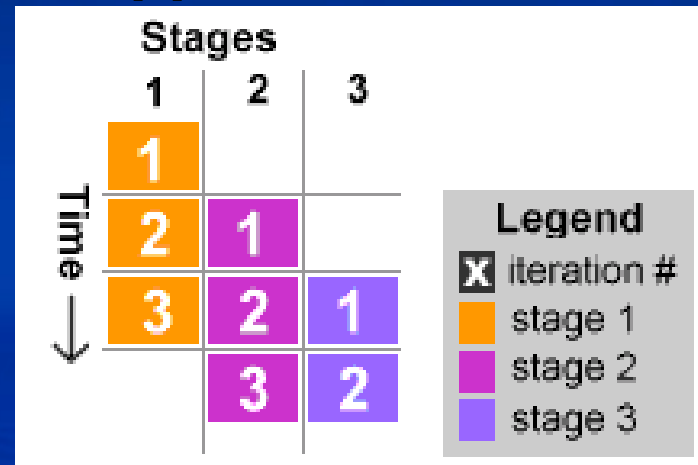 Stages
1 2 3
1
2 1
3 2 1
3 2
Time
Legend
X iteration #
stage 1
stage 2
stage 3